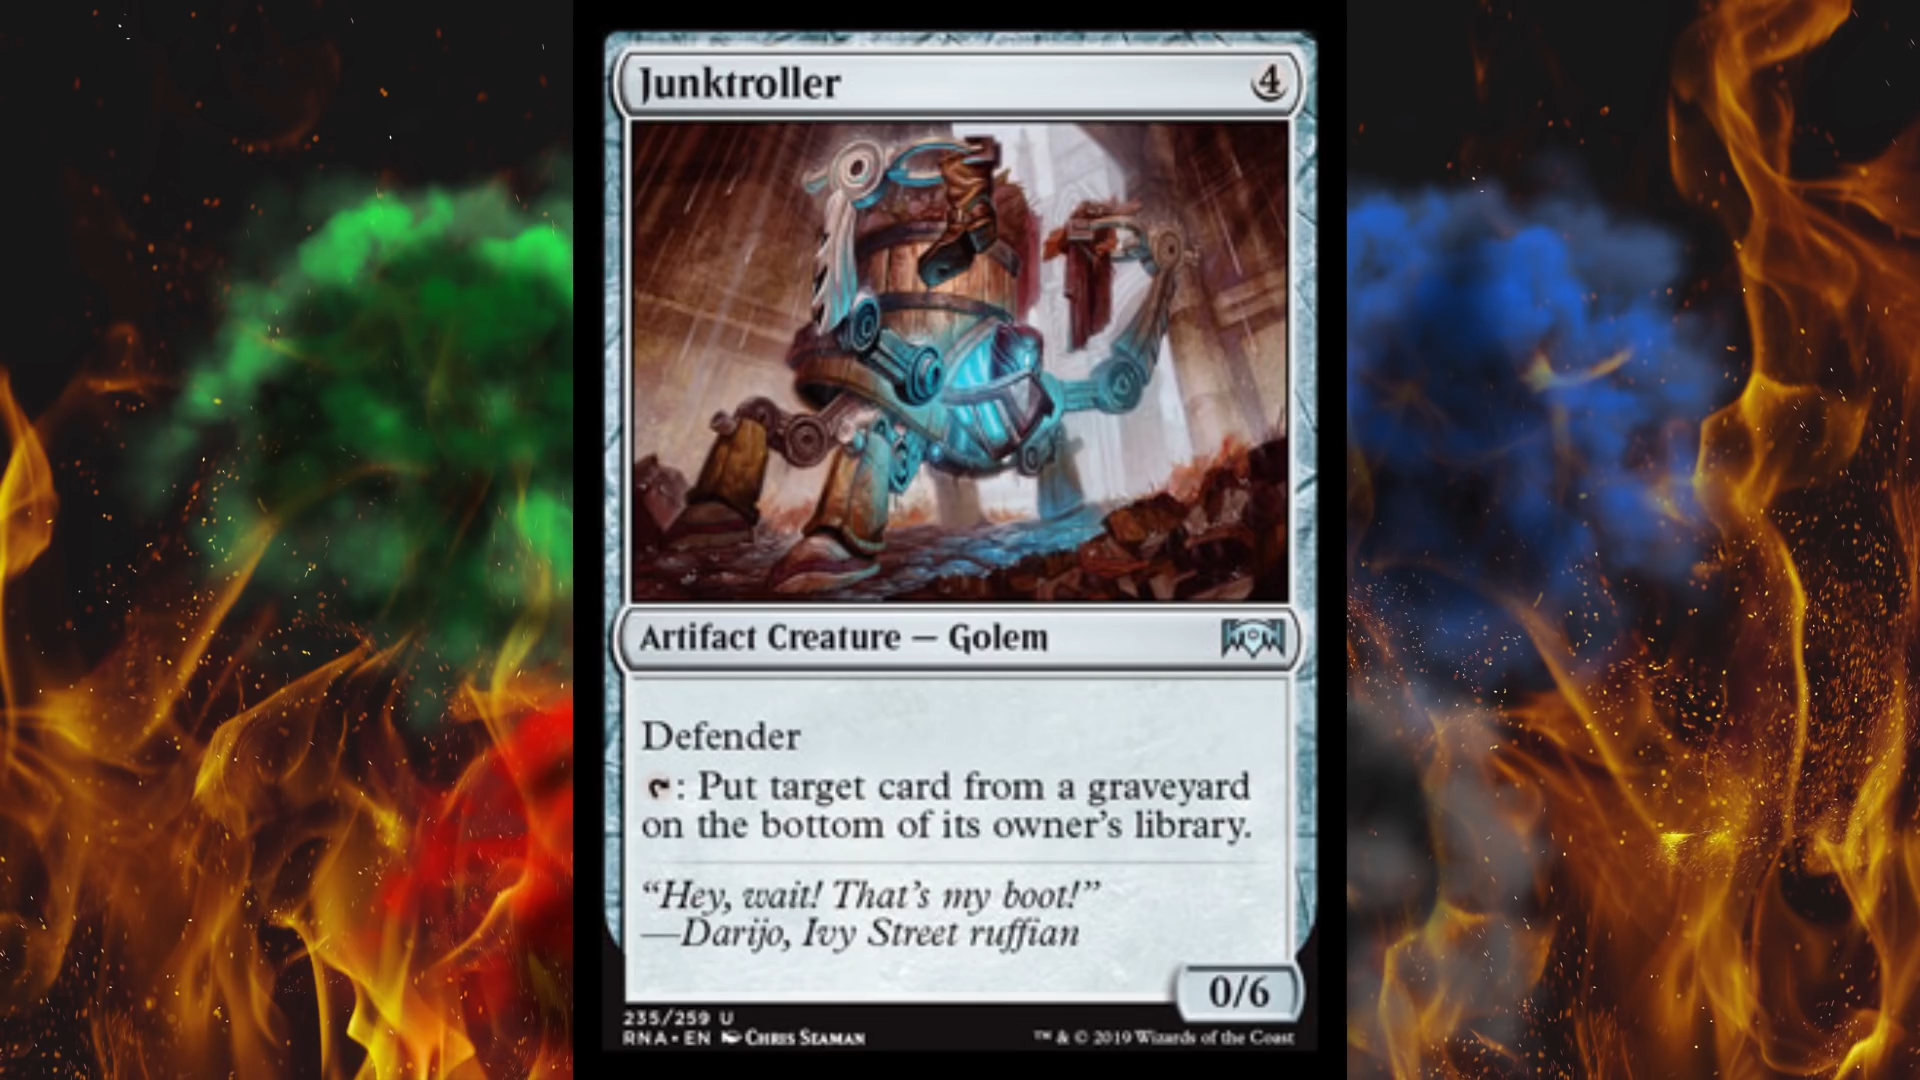 Junktroller 4
Artifact Creature — Golem
Defender
: Put target card from a graveyard
on the bottom of its owner's library.
“Hey, wait! That's my boot!”
—Darijo, Ivy Street ruffian
0/6
235/259 U
RNA • EN Chris Seaman
™ & © 2019 Wizards of the Coast